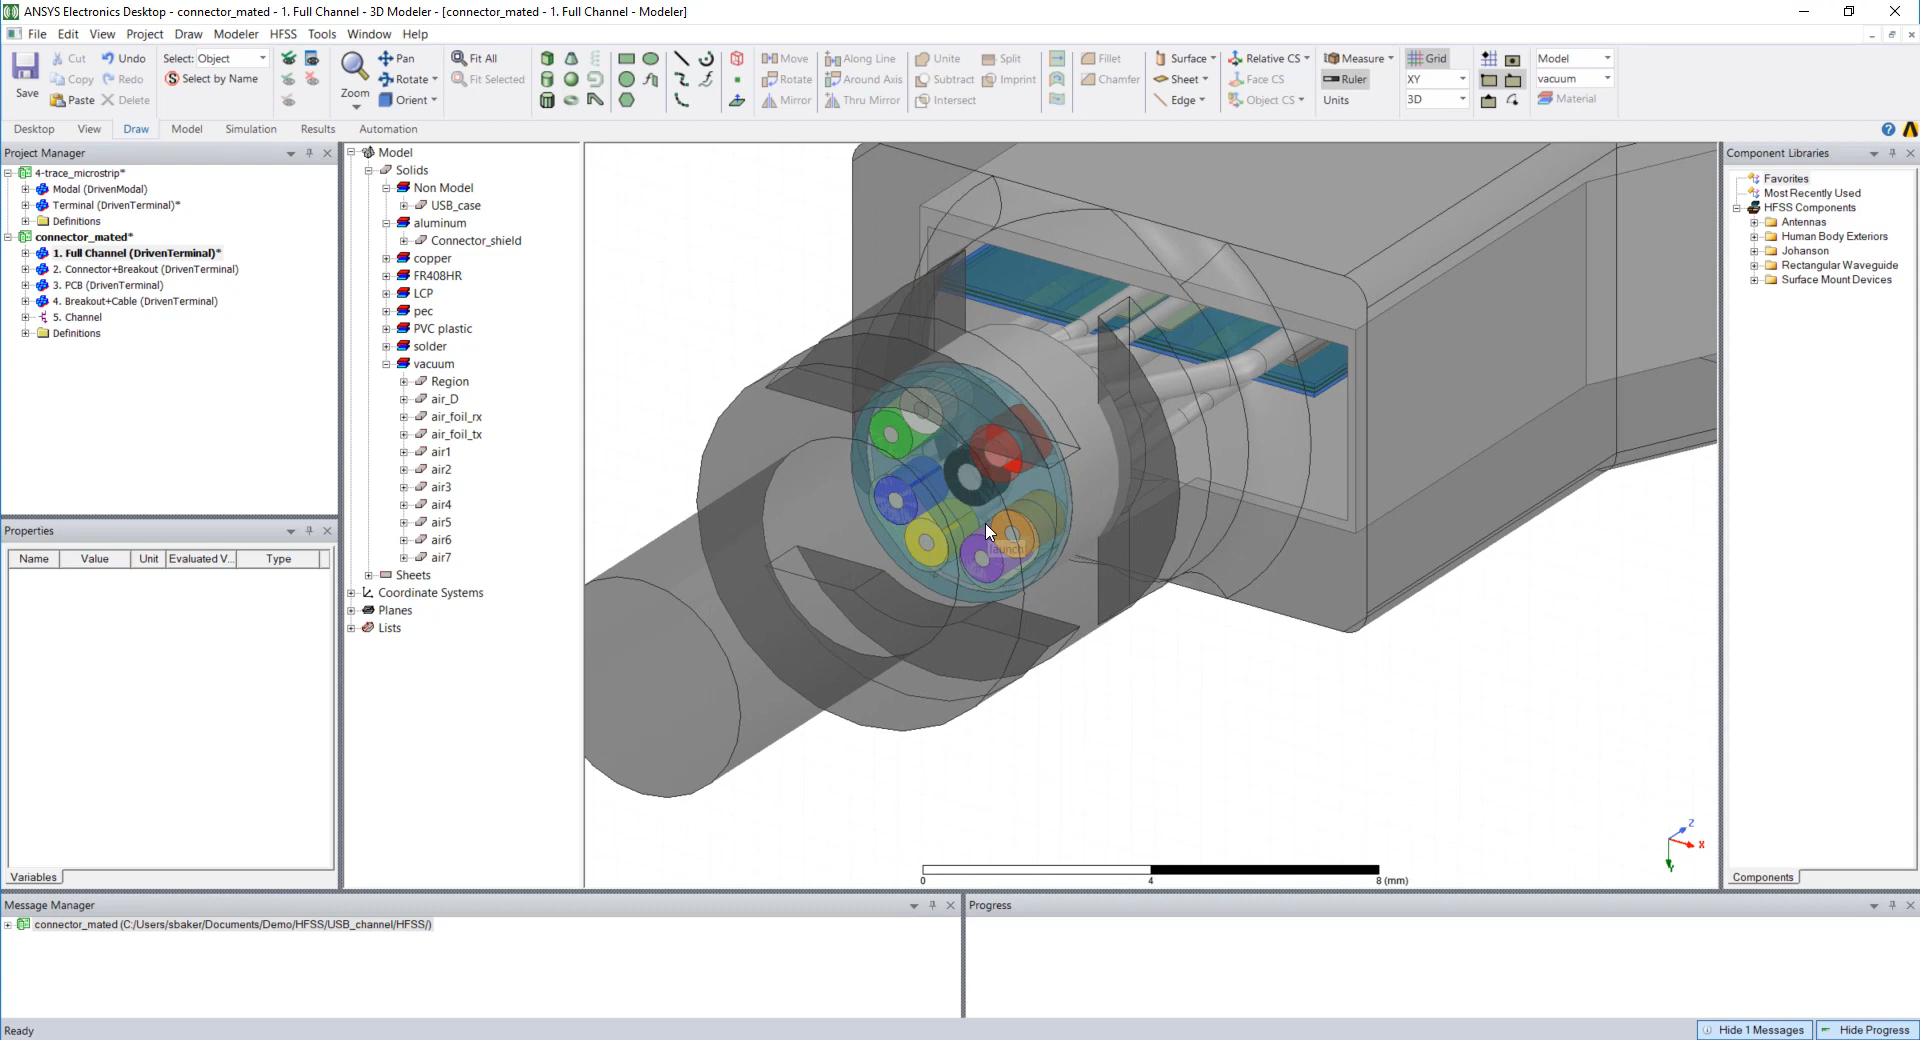 ANSYS Electronics Desktop - connector_mated - 1. Full Channel - 3D Modeler - [connector_mated - 1. Full Channel - Modeler]
File Edit View Project Draw Modeler HFSS Tools Window Help
Save Cut Copy Paste Undo Redo Delete Select: Object Select by Name Zoom Pan Rotate Orient Fit All Fit Selected Move Rotate Mirror Along Line Around Axis Thru Mirror Unite Subtract Intersect Split Imprint Fillet Chamfer Surface Sheet Edge Relative CS Face CS Object CS Measure Ruler Units Grid XY 3D Model vacuum Material
Desktop View Draw Model Simulation Results Automation
Project Manager
4-trace_microstrip*
Modal (DrivenModal)
Terminal (DrivenTerminal)*
Definitions
connector_mated*
1. Full Channel (DrivenTerminal)*
2. Connector+Breakout (DrivenTerminal)
3. PCB (DrivenTerminal)
4. Breakout+Cable (DrivenTerminal)
5. Channel
Definitions
Properties
Name Value Unit Evaluated V... Type
Variables
Model
Solids
Non Model
USB_case
aluminum
Connector_shield
copper
FR408HR
LCP
pec
PVC plastic
solder
vacuum
Region
air_D
air_foil_rx
air_foil_tx
air1
air2
air3
air4
air5
air6
air7
Sheets
Coordinate Systems
Planes
Lists
launch
Z
X
Y
0 4 8 (mm)
Component Libraries
Favorites
Most Recently Used
HFSS Components
Antennas
Human Body Exteriors
Johanson
Rectangular Waveguide
Surface Mount Devices
Components
Message Manager
connector_mated (C:/Users/sbaker/Documents/Demo/HFSS/USB_channel/HFSS/)
Progress
Ready
Hide 1 Messages Hide Progress